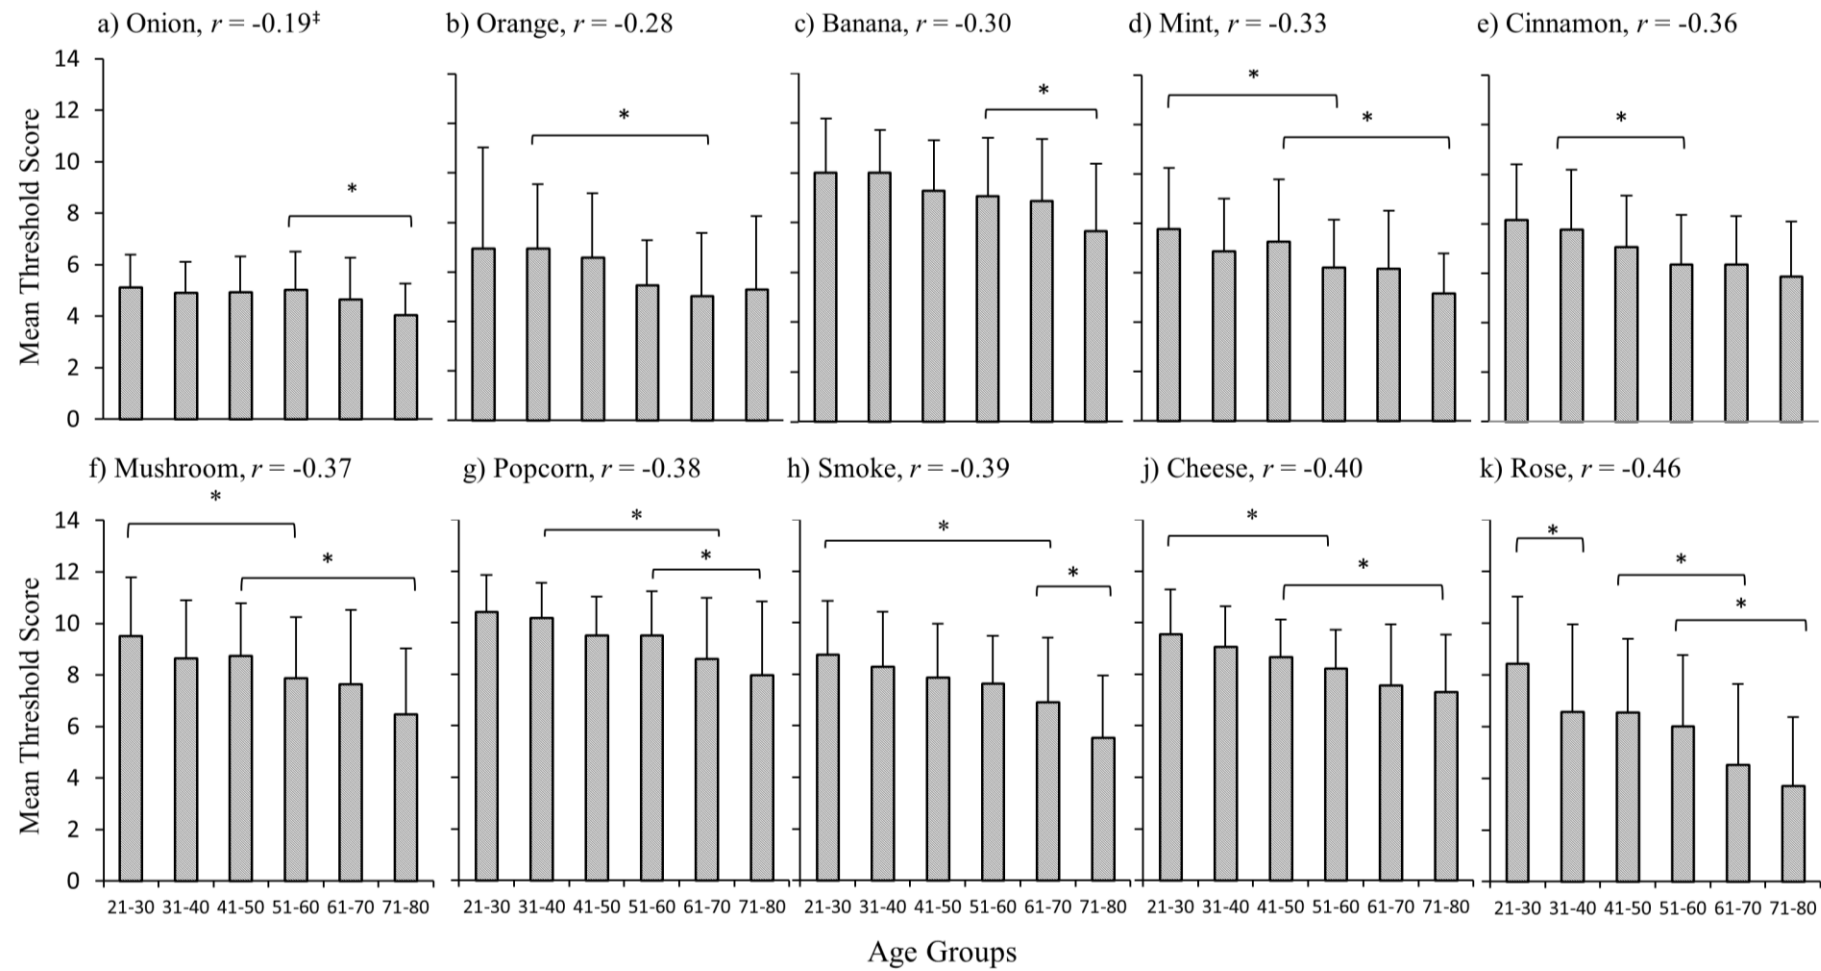 a) Onion, r = -0.19‡
b) Orange, r = -0.28
c) Banana, r = -0.30
d) Mint, r = -0.33
e) Cinnamon, r = -0.36
Mean Threshold Score
14
12
10
8
6
4
2
0
*
*
*
*
*
*
f) Mushroom, r = -0.37
g) Popcorn, r = -0.38
h) Smoke, r = -0.39
j) Cheese, r = -0.40
k) Rose, r = -0.46
Mean Threshold Score
14
12
10
8
6
4
2
0
*
*
*
*
*
*
*
*
*
*
*
21-30 31-40 41-50 51-60 61-70 71-80
21-30 31-40 41-50 51-60 61-70 71-80
21-30 31-40 41-50 51-60 61-70 71-80
21-30 31-40 41-50 51-60 61-70 71-80
21-30 31-40 41-50 51-60 61-70 71-80
Age Groups